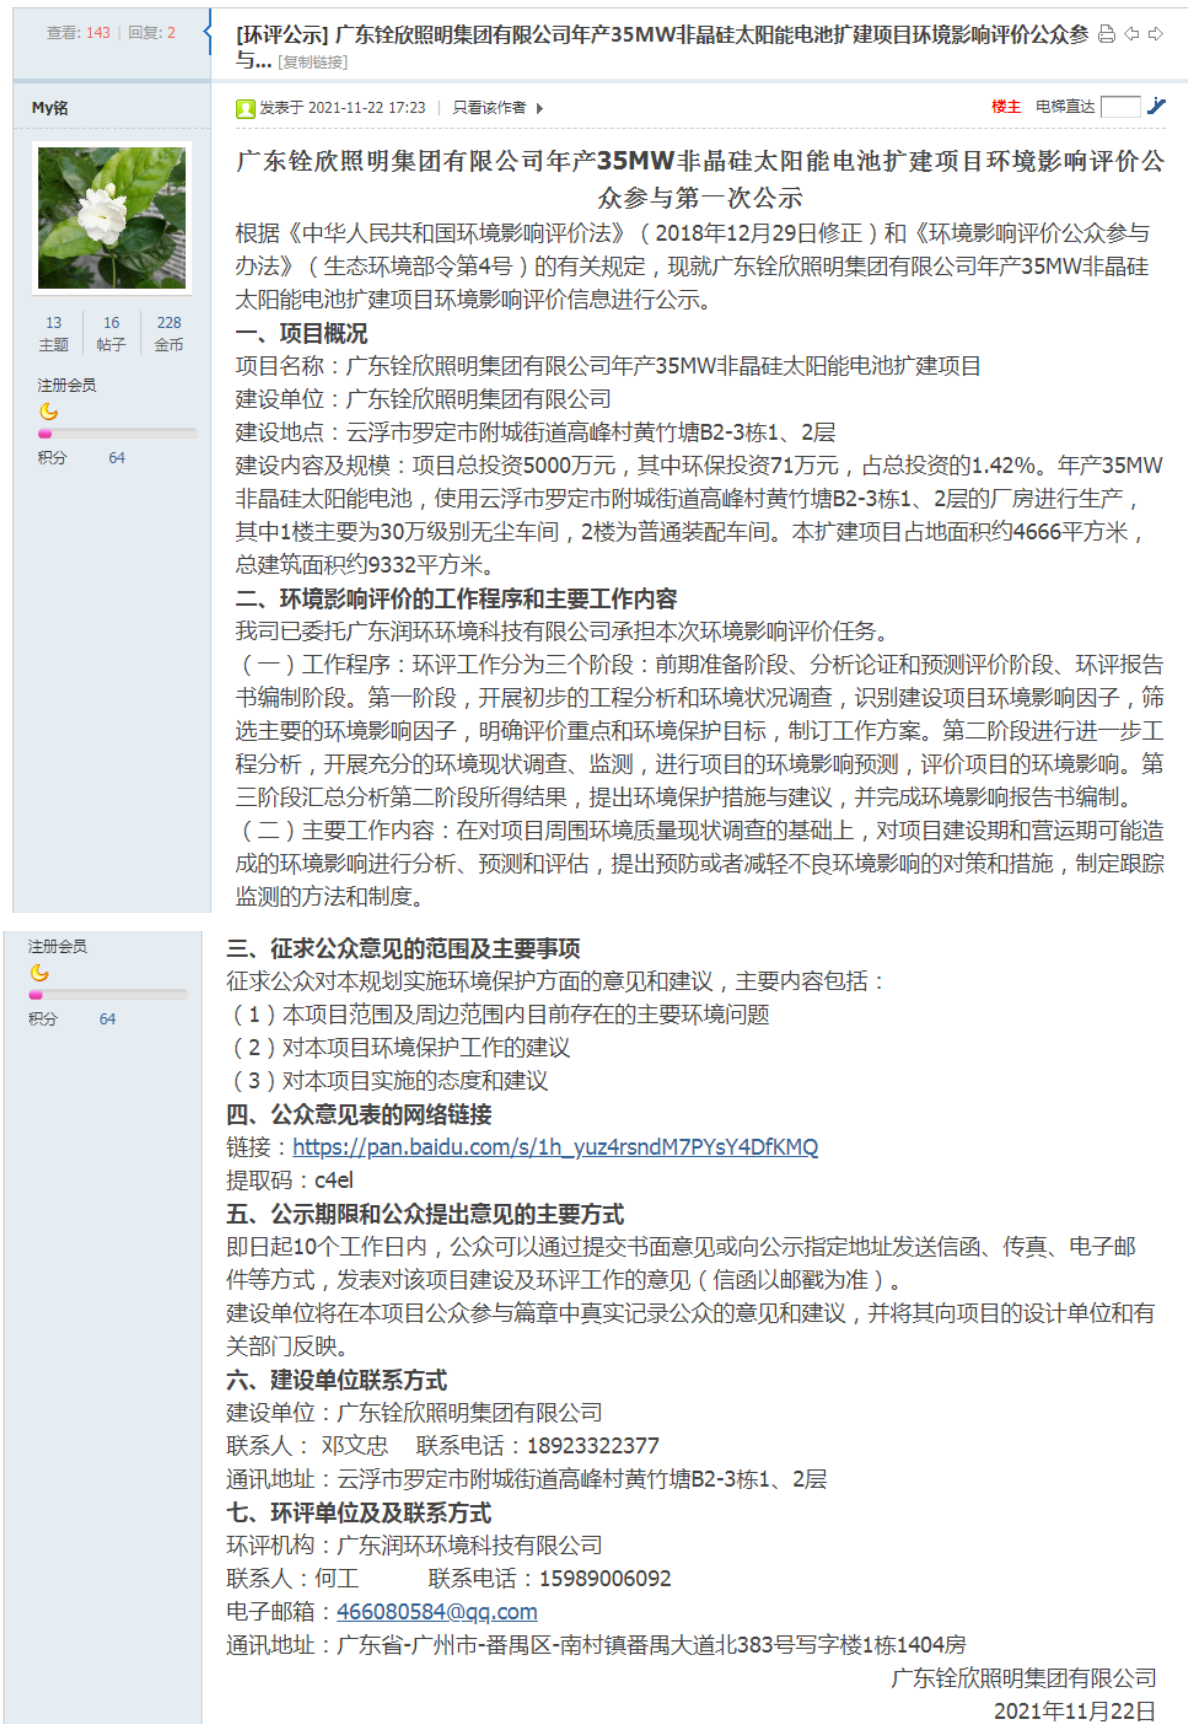 查看: 143 | 回复: 2
[环评公示] 广东铨欣照明集团有限公司年产35MW非晶硅太阳能电池扩建项目环境影响评价公众参
与... [复制链接]
My铭
发表于 2021-11-22 17:23 | 只看该作者
楼主 电梯直达
13 16 228
主题 帖子 金币
注册会员
积分 64
广东铨欣照明集团有限公司年产35MW非晶硅太阳能电池扩建项目环境影响评价公
众参与第一次公示
根据《中华人民共和国环境影响评价法》（2018年12月29日修正）和《环境影响评价公众参与
办法》（生态环境部令第4号）的有关规定，现就广东铨欣照明集团有限公司年产35MW非晶硅
太阳能电池扩建项目环境影响评价信息进行公示。
一、项目概况
项目名称：广东铨欣照明集团有限公司年产35MW非晶硅太阳能电池扩建项目
建设单位：广东铨欣照明集团有限公司
建设地点：云浮市罗定市附城街道高峰村黄竹塘B2-3栋1、2层
建设内容及规模：项目总投资5000万元，其中环保投资71万元，占总投资的1.42%。年产35MW
非晶硅太阳能电池，使用云浮市罗定市附城街道高峰村黄竹塘B2-3栋1、2层的厂房进行生产，
其中1楼主要为30万级别无尘车间，2楼为普通装配车间。本扩建项目占地面积约4666平方米，
总建筑面积约9332平方米。
二、环境影响评价的工作程序和主要工作内容
我司已委托广东润环环境科技有限公司承担本次环境影响评价任务。
（一）工作程序：环评工作分为三个阶段：前期准备阶段、分析论证和预测评价阶段、环评报告
书编制阶段。第一阶段，开展初步的工程分析和环境状况调查，识别建设项目环境影响因子，筛
选主要的环境影响因子，明确评价重点和环境保护目标，制订工作方案。第二阶段进行进一步工
程分析，开展充分的环境现状调查、监测，进行项目的环境影响预测，评价项目的环境影响。第
三阶段汇总分析第二阶段所得结果，提出环境保护措施与建议，并完成环境影响报告书编制。
（二）主要工作内容：在对项目周围环境质量现状调查的基础上，对项目建设期和营运期可能造
成的环境影响进行分析、预测和评估，提出预防或者减轻不良环境影响的对策和措施，制定跟踪
监测的方法和制度。
注册会员
积分 64
三、征求公众意见的范围及主要事项
征求公众对本规划实施环境保护方面的意见和建议，主要内容包括：
（1）本项目范围及周边范围内目前存在的主要环境问题
（2）对本项目环境保护工作的建议
（3）对本项目实施的态度和建议
四、公众意见表的网络链接
链接：https://pan.baidu.com/s/1h_yuz4rsndM7PYsY4DfKMQ
提取码：c4el
五、公示期限和公众提出意见的主要方式
即日起10个工作日内，公众可以通过提交书面意见或向公示指定地址发送信函、传真、电子邮
件等方式，发表对该项目建设及环评工作的意见（信函以邮戳为准）。
建设单位将在本项目公众参与篇章中真实记录公众的意见和建议，并将其向项目的设计单位和有
关部门反映。
六、建设单位联系方式
建设单位：广东铨欣照明集团有限公司
联系人： 邓文忠 联系电话：18923322377
通讯地址：云浮市罗定市附城街道高峰村黄竹塘B2-3栋1、2层
七、环评单位及及联系方式
环评机构：广东润环环境科技有限公司
联系人：何工 联系电话：15989006092
电子邮箱：466080584@qq.com
通讯地址：广东省-广州市-番禺区-南村镇番禺大道北383号写字楼1栋1404房
广东铨欣照明集团有限公司
2021年11月22日